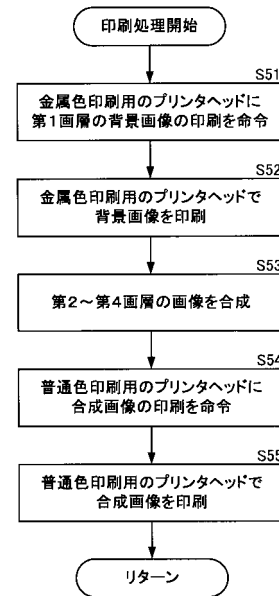 印刷処理開始
S51
金属色印刷用のプリンタヘッドに
第1画層の背景画像の印刷を命令
S52
金属色印刷用のプリンタヘッドで
背景画像を印刷
S53
第2~第4画層の画像を合成
S54
普通色印刷用のプリンタヘッドに
合成画像の印刷を命令
S55
普通色印刷用のプリンタヘッドで
合成画像を印刷
リターン